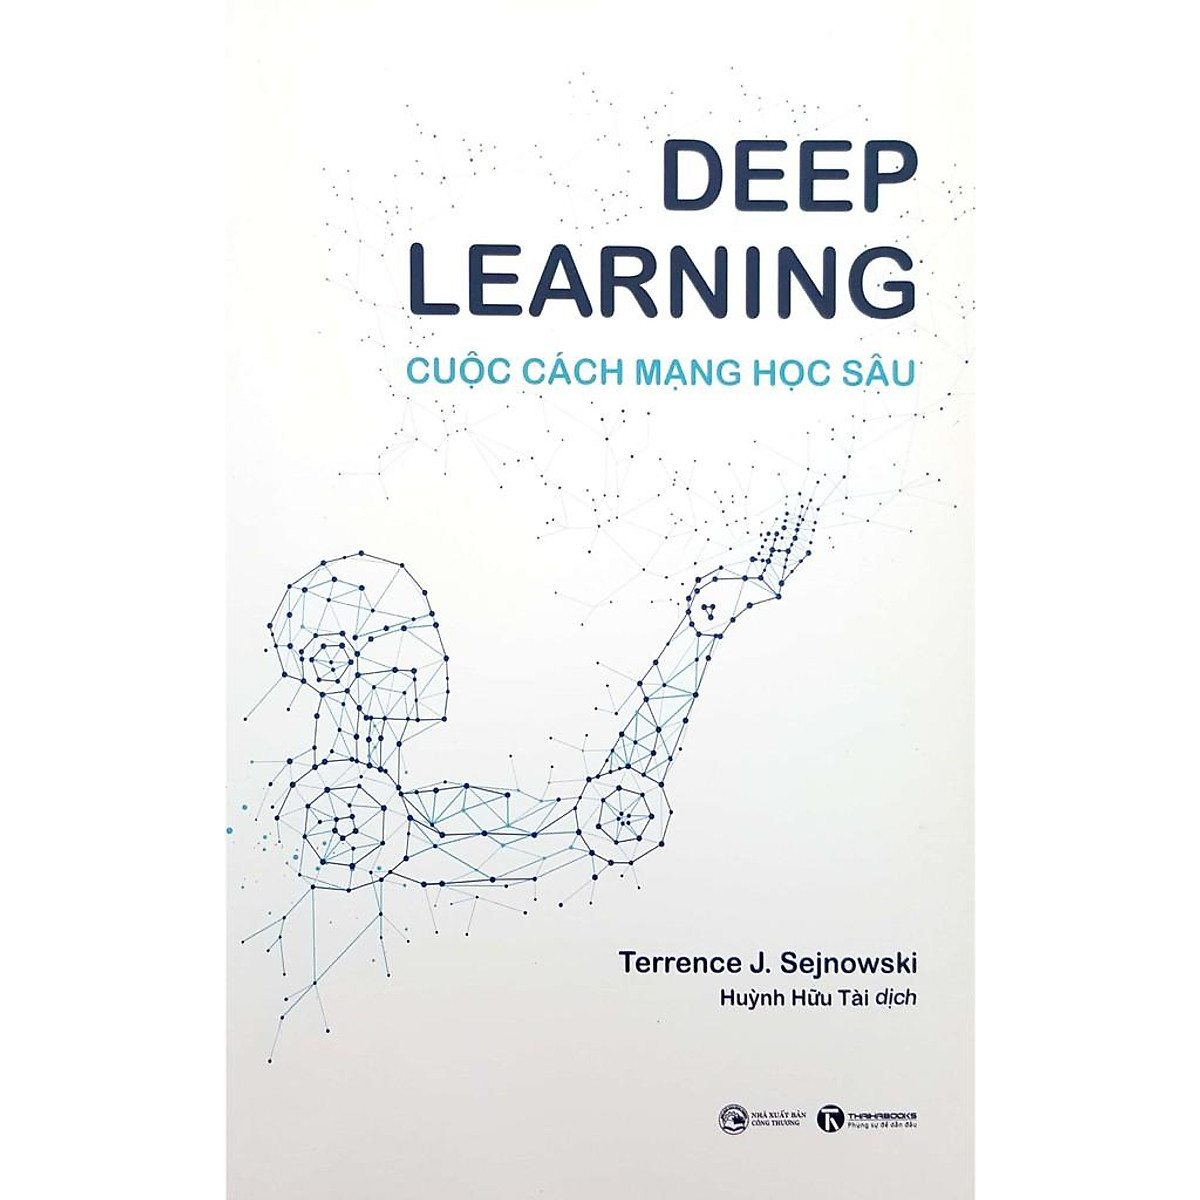 DEEP
LEARNING
CUỘC CÁCH MẠNG HỌC SÂU
Terrence J. Sejnowski
Huỳnh Hữu Tài dịch
NHÀ XUẤT BẢN
CÔNG THƯƠNG
THAIHABOOKS
Phụng sự để dẫn đầu